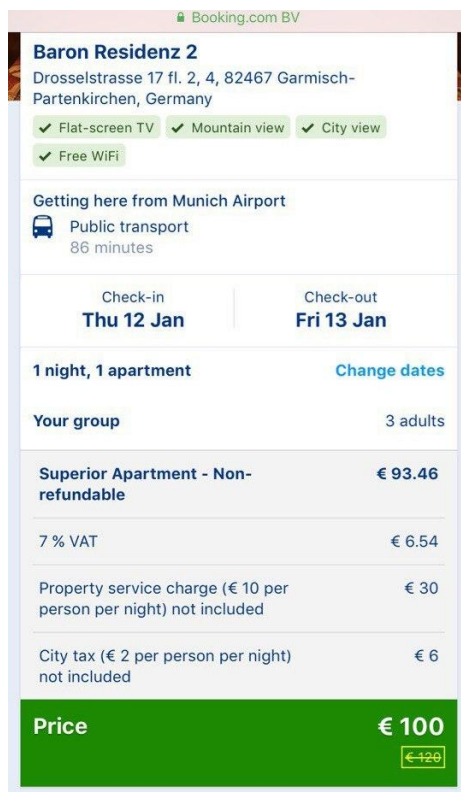 Booking.com BV
Baron Residenz 2
Drosselstrasse 17 fl. 2, 4, 82467 Garmisch-
Partenkirchen, Germany
Flat-screen TV
Mountain view
City view
Free WiFi
Getting here from Munich Airport
Public transport
86 minutes
Check-in
Thu 12 Jan
Check-out
Fri 13 Jan
1 night, 1 apartment
Change dates
Your group
3 adults
Superior Apartment - Non-
refundable
€ 93.46
7 % VAT
€ 6.54
Property service charge (€ 10 per
person per night) not included
€ 30
City tax (€ 2 per person per night)
not included
€ 6
Price
€ 100
€ 120